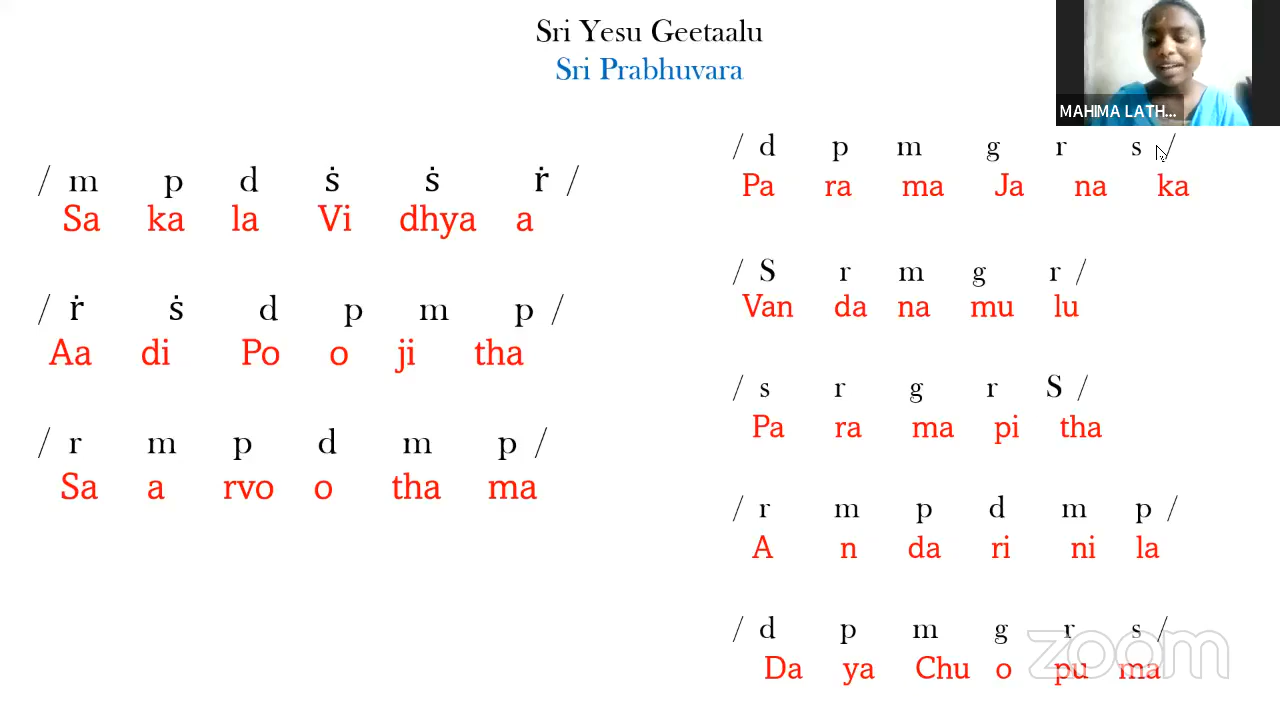 Sri Yesu Geetaalu
Sri Prabhuvara
MAHIMA LATH...
/ m p d ṡ ṡ ṙ /
Sa ka la Vi dhya a
/ ṙ ṡ d p m p /
Aa di Po o ji tha
/ r m p d m p /
Sa a rvo o tha ma
/ d p m g r s /
Pa ra ma Ja na ka
/ S r m g r /
Van da na mu lu
/ s r g r S /
Pa ra ma pi tha
/ r m p d m p /
A n da ri ni la
/ d p m g r s /
Da ya Chu o pu ma
zoom